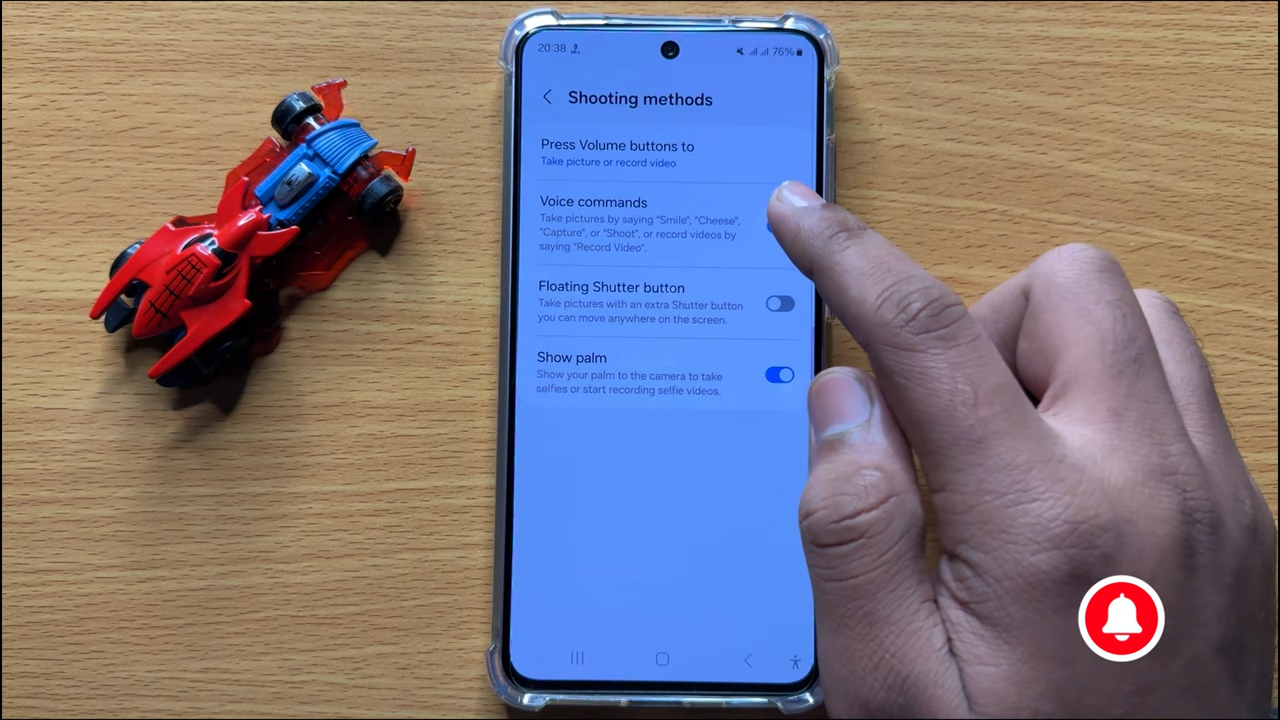 20:38
76%
Shooting methods
Press Volume buttons to
Take picture or record video
Voice commands
Take pictures by saying "Smile", "Cheese",
"Capture", or "Shoot", or record videos by
saying "Record Video".
Floating Shutter button
Take pictures with an extra Shutter button
you can move anywhere on the screen.
Show palm
Show your palm to the camera to take
selfies or start recording selfie videos.